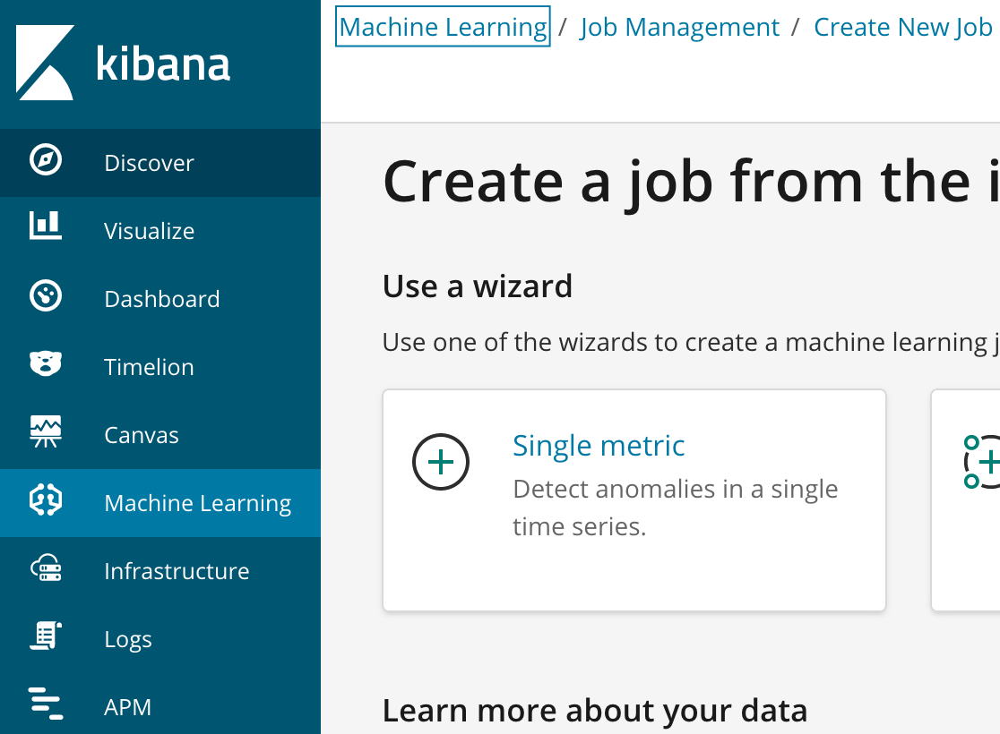 kibana
Discover
Visualize
Dashboard
Timelion
Canvas
Machine Learning
Infrastructure
Logs
APM
Machine Learning / Job Management / Create New Job
Create a job from the
Use a wizard
Use one of the wizards to create a machine learning
Single metric
Detect anomalies in a single
time series.
Learn more about your data